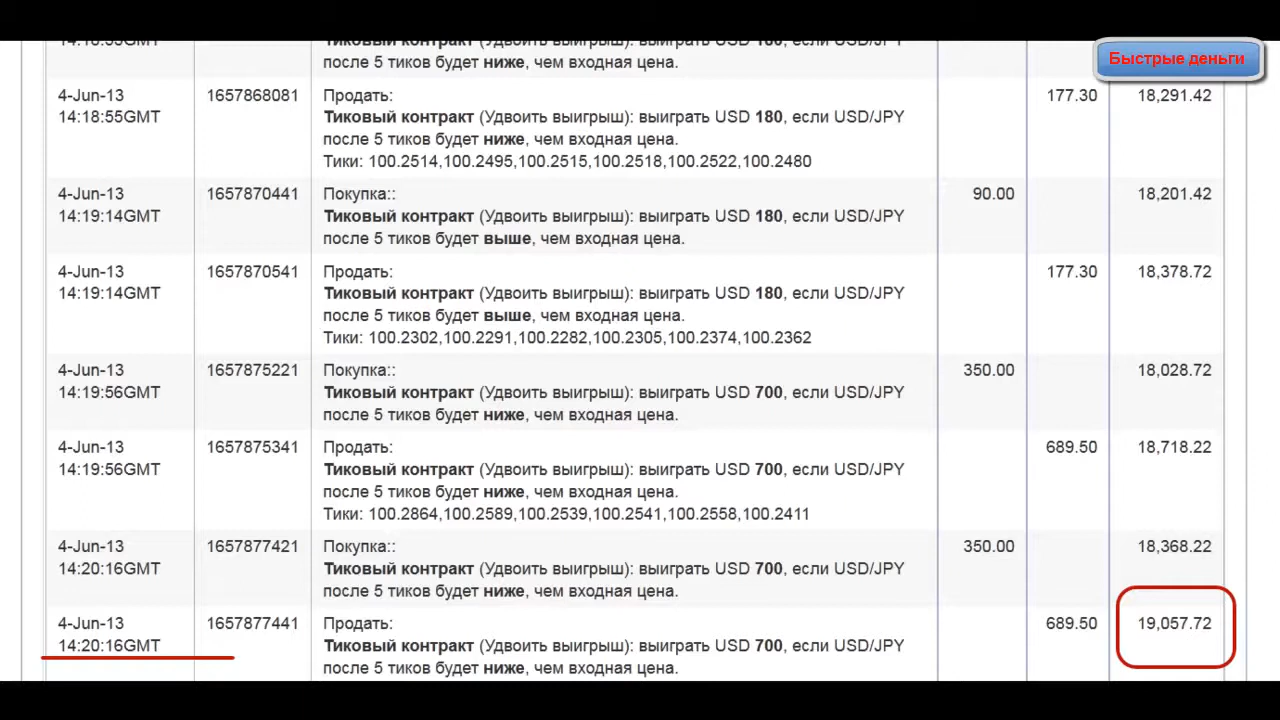 Быстрые деньги
после 5 тиков будет ниже, чем входная цена.
4-Jun-13 1657868081 Продать: 177.30 18,291.42
14:18:55GMT Тиковый контракт (Удвоить выигрыш): выиграть USD 180, если USD/JPY
после 5 тиков будет ниже, чем входная цена.
Тики: 100.2514,100.2495,100.2515,100.2518,100.2522,100.2480
4-Jun-13 1657870441 Покупка:: 90.00 18,201.42
14:19:14GMT Тиковый контракт (Удвоить выигрыш): выиграть USD 180, если USD/JPY
после 5 тиков будет выше, чем входная цена.
4-Jun-13 1657870541 Продать: 177.30 18,378.72
14:19:14GMT Тиковый контракт (Удвоить выигрыш): выиграть USD 180, если USD/JPY
после 5 тиков будет выше, чем входная цена.
Тики: 100.2302,100.2291,100.2282,100.2305,100.2374,100.2362
4-Jun-13 1657875221 Покупка:: 350.00 18,028.72
14:19:56GMT Тиковый контракт (Удвоить выигрыш): выиграть USD 700, если USD/JPY
после 5 тиков будет ниже, чем входная цена.
4-Jun-13 1657875341 Продать: 689.50 18,718.22
14:19:56GMT Тиковый контракт (Удвоить выигрыш): выиграть USD 700, если USD/JPY
после 5 тиков будет ниже, чем входная цена.
Тики: 100.2864,100.2589,100.2539,100.2541,100.2558,100.2411
4-Jun-13 1657877421 Покупка:: 350.00 18,368.22
14:20:16GMT Тиковый контракт (Удвоить выигрыш): выиграть USD 700, если USD/JPY
после 5 тиков будет ниже, чем входная цена.
4-Jun-13 1657877441 Продать: 689.50 19,057.72
14:20:16GMT Тиковый контракт (Удвоить выигрыш): выиграть USD 700, если USD/JPY
после 5 тиков будет ниже, чем входная цена.